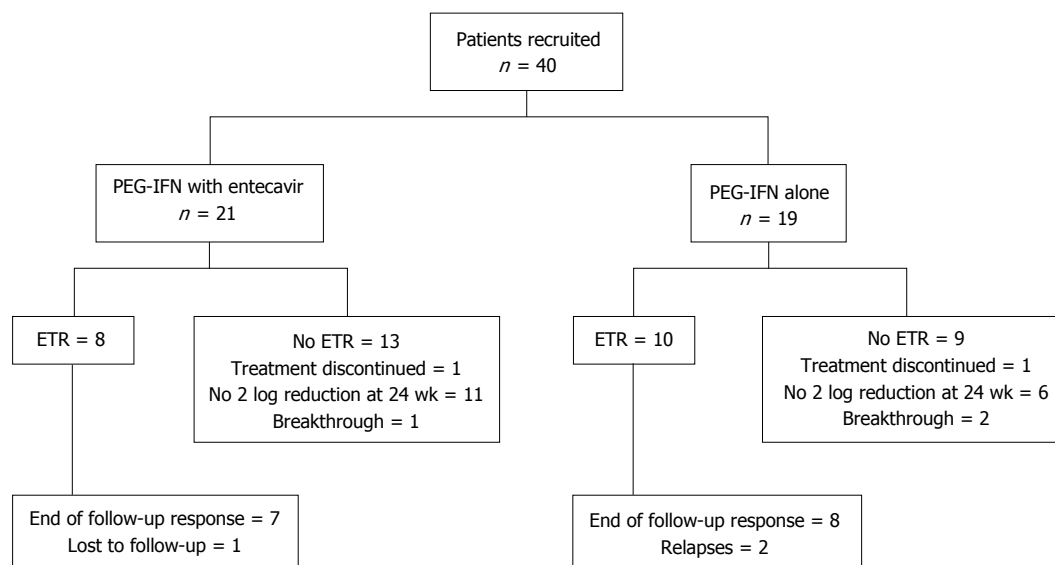 Patients recruited
n = 40
PEG-IFN with entecavir
n = 21
PEG-IFN alone
n = 19
ETR = 8
No ETR = 13
Treatment discontinued = 1
No 2 log reduction at 24 wk = 11
Breakthrough = 1
ETR = 10
No ETR = 9
Treatment discontinued = 1
No 2 log reduction at 24 wk = 6
Breakthrough = 2
End of follow-up response = 7
Lost to follow-up = 1
End of follow-up response = 8
Relapses = 2